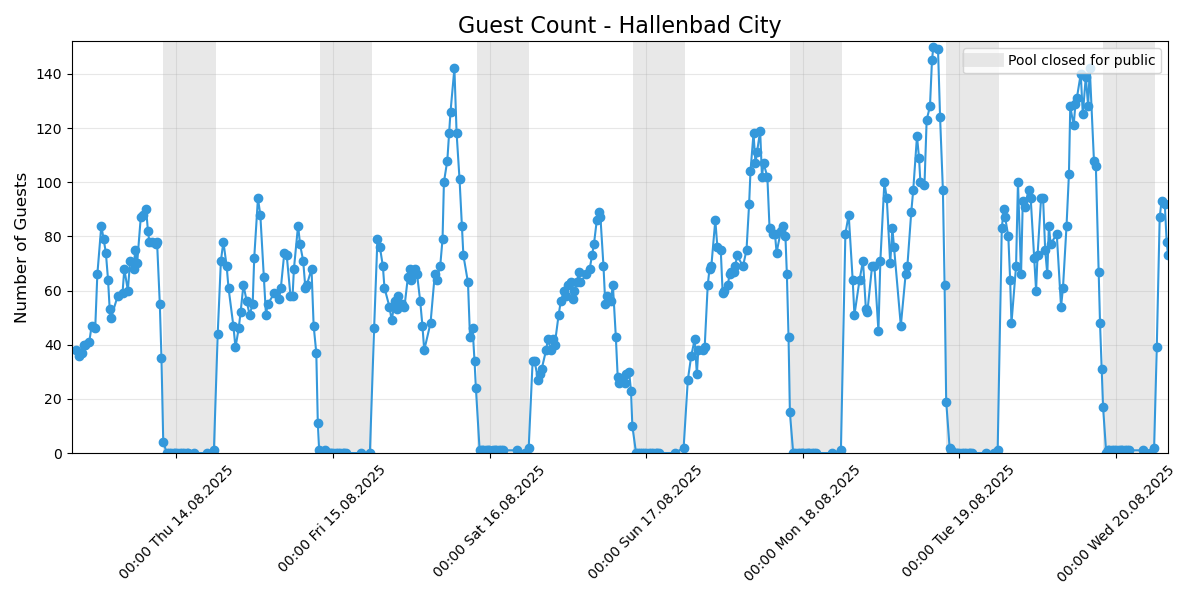 Guest Count - Hallenbad City
Number of Guests
140
120
100
80
60
40
20
0
Pool closed for public
00:00 Thu 14.08.2025
00:00 Fri 15.08.2025
00:00 Sat 16.08.2025
00:00 Sun 17.08.2025
00:00 Mon 18.08.2025
00:00 Tue 19.08.2025
00:00 Wed 20.08.2025